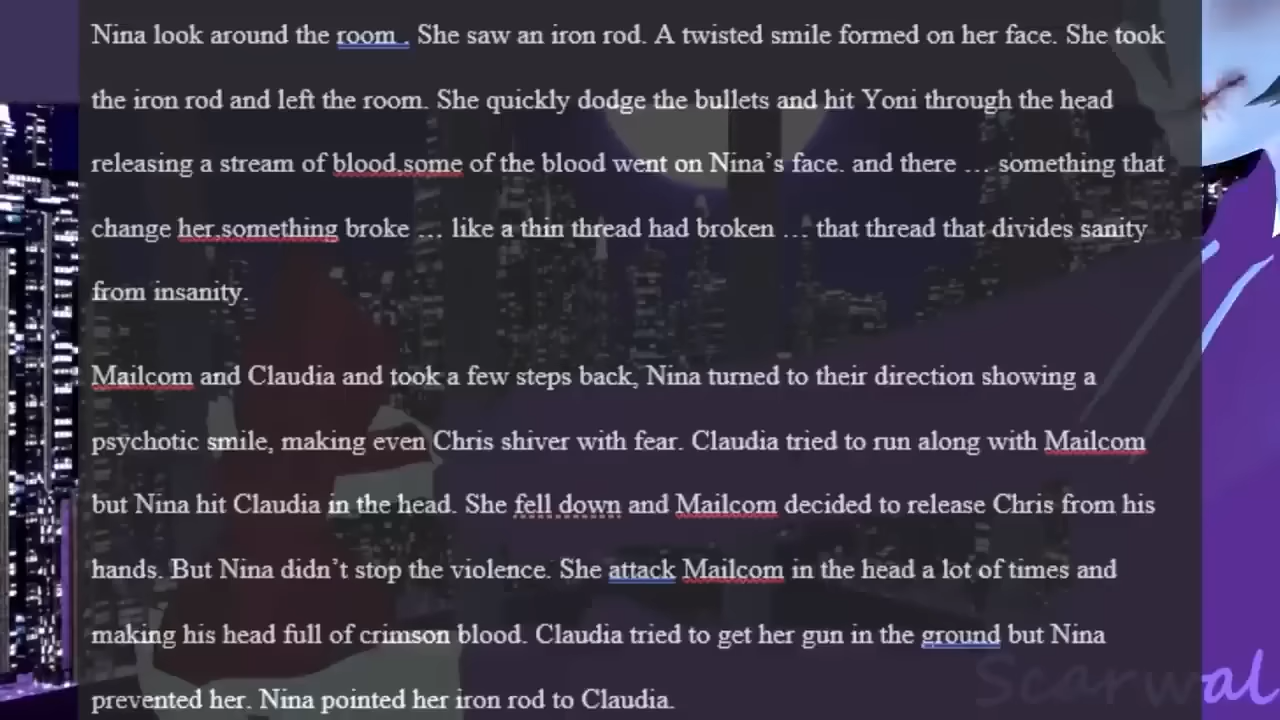 Nina look around the room . She saw an iron rod. A twisted smile formed on her face. She took
the iron rod and left the room. She quickly dodge the bullets and hit Yoni through the head
releasing a stream of blood,some of the blood went on Nina’s face. and there … something that
change her,something broke … like a thin thread had broken … that thread that divides sanity
from insanity.
Mailcom and Claudia and took a few steps back, Nina turned to their direction showing a
psychotic smile, making even Chris shiver with fear. Claudia tried to run along with Mailcom
but Nina hit Claudia in the head. She fell down and Mailcom decided to release Chris from his
hands. But Nina didn’t stop the violence. She attack Mailcom in the head a lot of times and
making his head full of crimson blood. Claudia tried to get her gun in the ground but Nina
prevented her. Nina pointed her iron rod to Claudia.
Scarwal